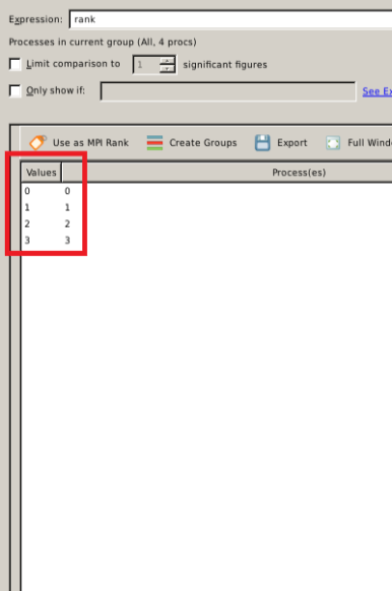 Expression: rank
Processes in current group (All, 4 procs)
Limit comparison to 1 significant figures
Only show if: See Ex
Use as MPI Rank Create Groups Export Full Wind
Values Process(es)
0 0
1 1
2 2
3 3